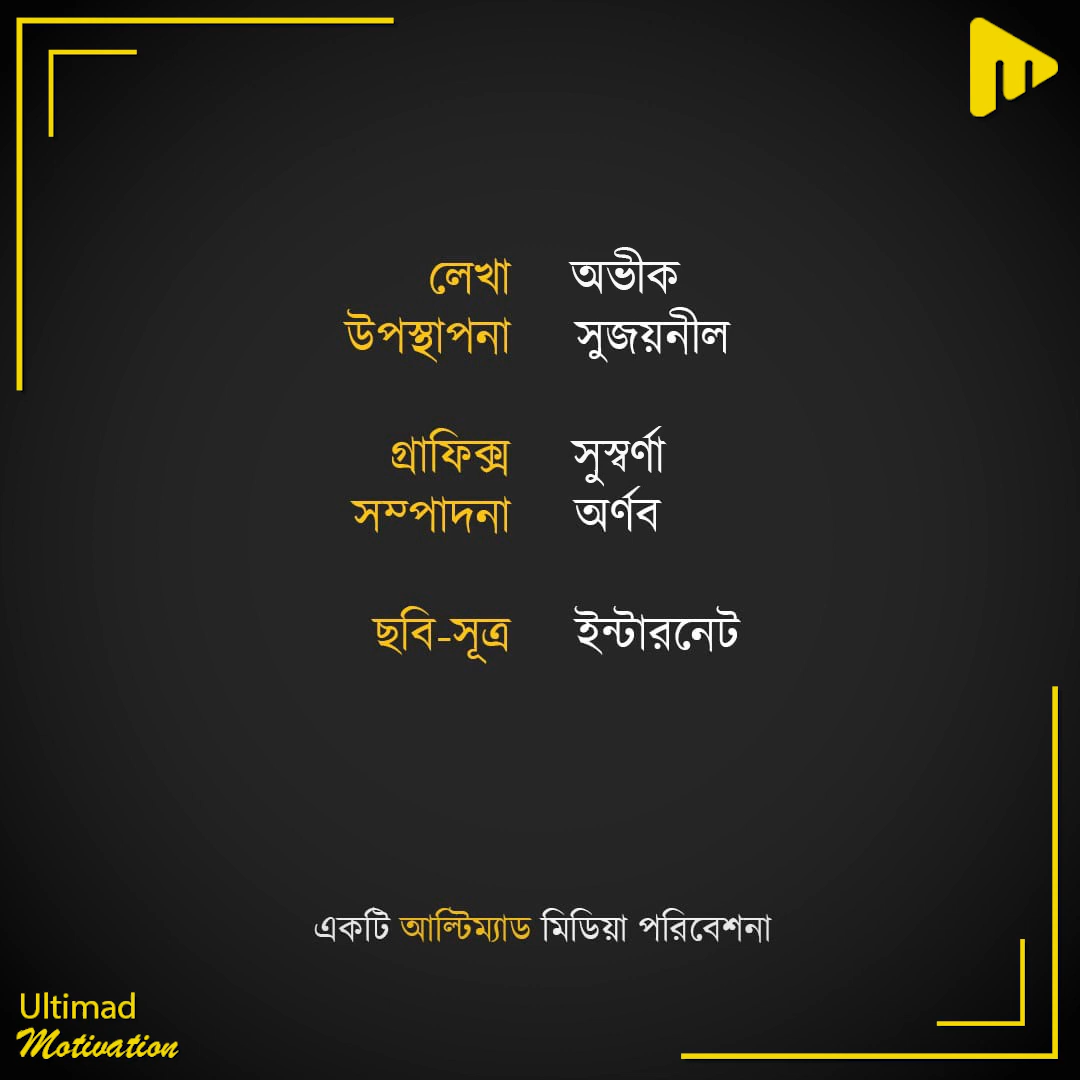 লেখা অভীক
উপস্থাপনা সুজয়নীল
গ্রাফিক্স সুস্বর্ণা
সম্পাদনা অর্ণব
ছবি-সূত্র ইন্টারনেট
একটি আল্টিম্যাড মিডিয়া পরিবেশনা
Ultimad
Motivation